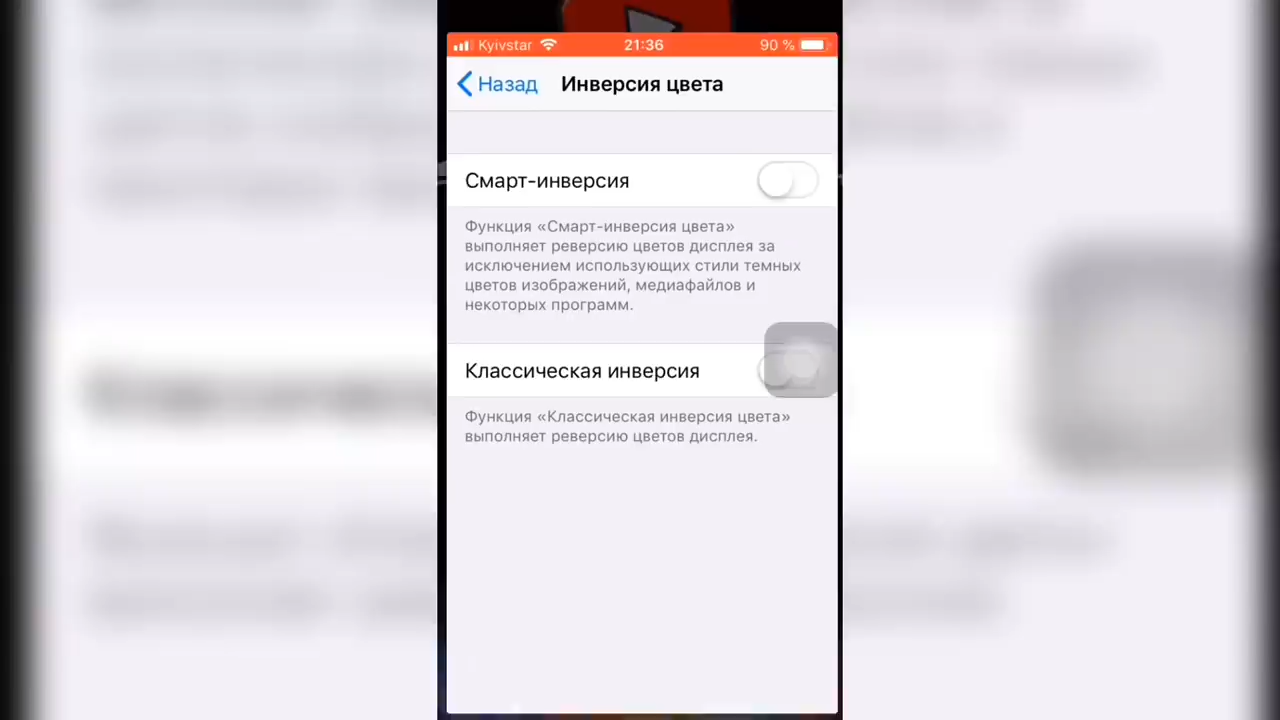 Kyivstar 21:36 90 %
Назад Инверсия цвета
Смарт-инверсия
Функция «Смарт-инверсия цвета»
выполняет реверсию цветов дисплея за
исключением использующих стили темных
цветов изображений, медиафайлов и
некоторых программ.
Классическая инверсия
Функция «Классическая инверсия цвета»
выполняет реверсию цветов дисплея.